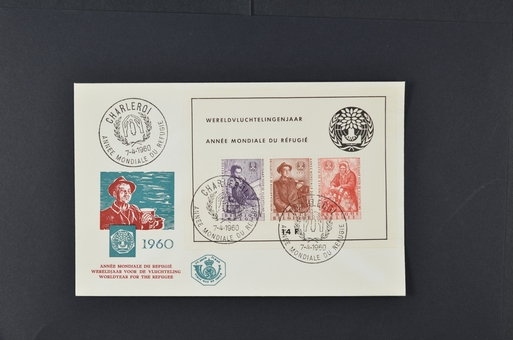 CHARLEROI
7-4-1960
ANNÉE MONDIALE DU RÉFUGIÉ
WERELDVLUCHTELINGENJAAR
ANNÉE MONDIALE DU RÉFUGIÉ
CHARLEROI
7-4-1960
ANNÉE MONDIALE DU RÉFUGIÉ
CHARLEROI
7-4-1960
ANNÉE MONDIALE DU RÉFUGIÉ
14 F.
1960
ANNÉE MONDIALE DU REFUGIÉ
WERELDJAAR VOOR DE VLUCHTELING
WORLDYEAR FOR THE REFUGEE